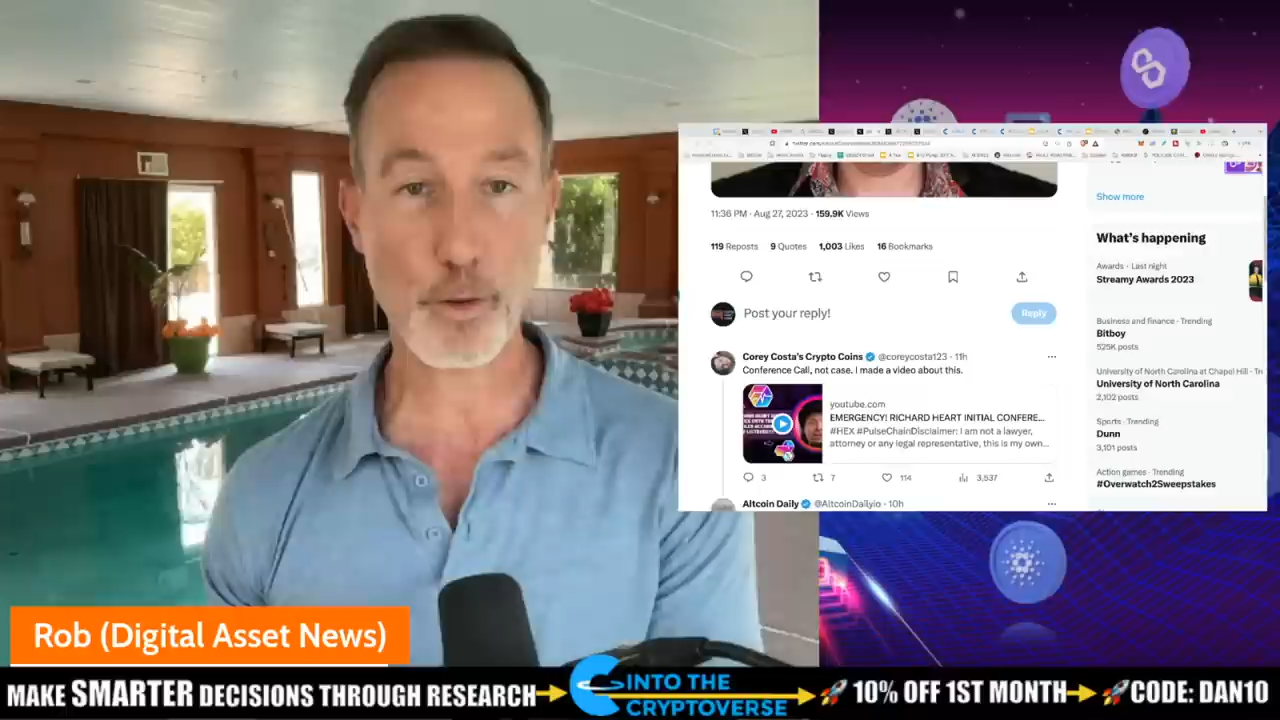 Show more
11:36 PM · Aug 27, 2023 · 159.9K Views
119 Reposts 9 Quotes 1,003 Likes 16 Bookmarks
Post your reply!
Reply
Corey Costa's Crypto Coins @coreycosta123 · 11h
Conference Call, not case. I made a video about this.
youtube.com
EMERGENCY! RICHARD HEART INITIAL CONFERE...
#HEX #PulseChainDisclaimer: I am not a lawyer,
attorney or any legal representative, this is my own...
3 7 114 3,537
Altcoin Daily @AltcoinDailyio · 10h
What's happening
Awards · Last night
Streamy Awards 2023
Business and finance · Trending
Bitboy
525K posts
University of North Carolina at Chapel Hill · Tr
University of North Carolina
2,102 posts
Sports · Trending
Dunn
3,101 posts
Action games · Trending
#Overwatch2Sweepstakes
Rob (Digital Asset News)
MAKE SMARTER DECISIONS THROUGH RESEARCH
INTO THE
CRYPTOVERSE
10% OFF 1ST MONTH
CODE: DAN10